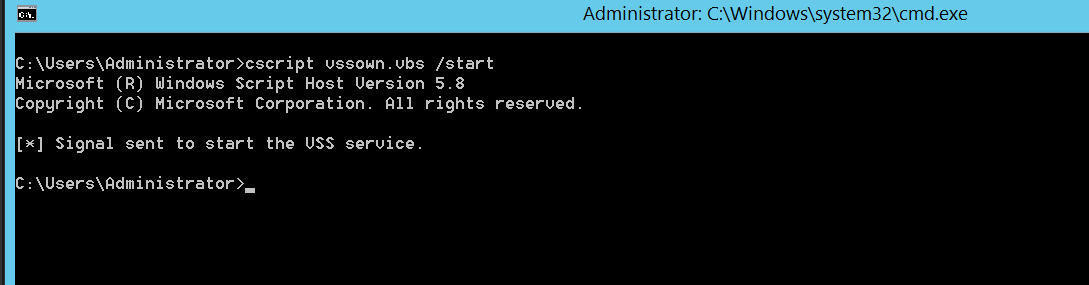 C:\.
Administrator: C:\Windows\system32\cmd.exe
C:\Users\Administrator>cscript vssown.vbs /start
Microsoft (R) Windows Script Host Version 5.8
Copyright (C) Microsoft Corporation. All rights reserved.
[*] Signal sent to start the VSS service.
C:\Users\Administrator>_